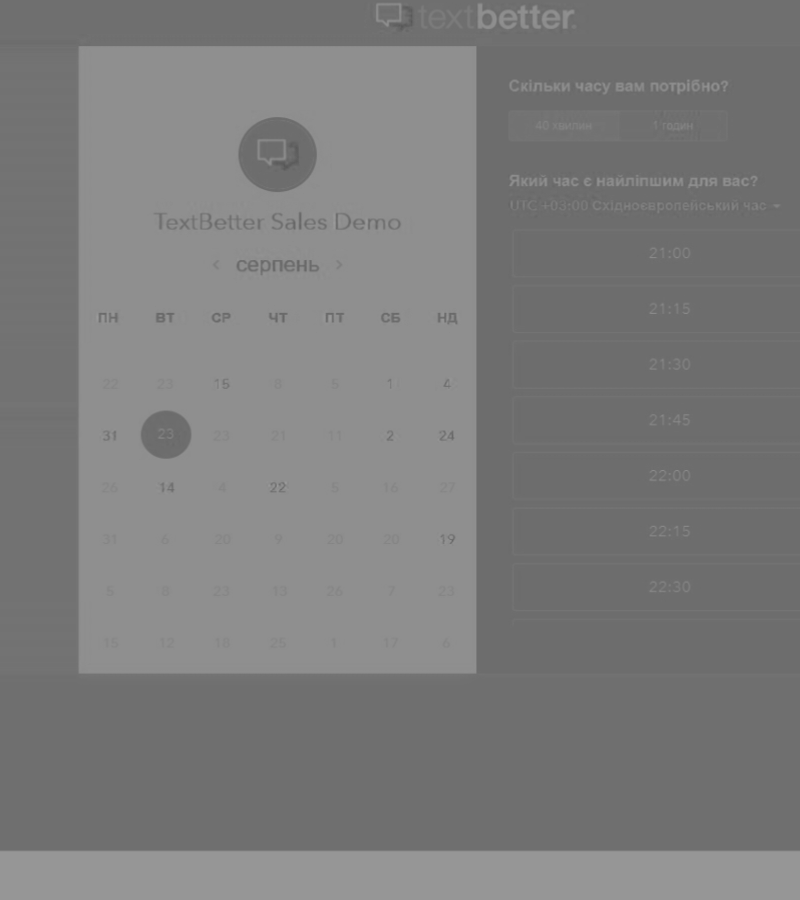 textbetter
TextBetter Sales Demo
серпень
ПН ВТ СР ЧТ ПТ СБ НД
22 23 15 8 5 1 4
31 23 23 21 11 2 24
26 14 4 22 5 16 27
31 6 20 9 20 20 19
5 8 23 13 26 7 23
15 12 18 25 1 17 6
Скільки часу вам потрібно?
40 хвилин 1 годин
Який час є найліпшим для вас?
UTC +03:00 Східноєвропейський час
21:00
21:15
21:30
21:45
22:00
22:15
22:30